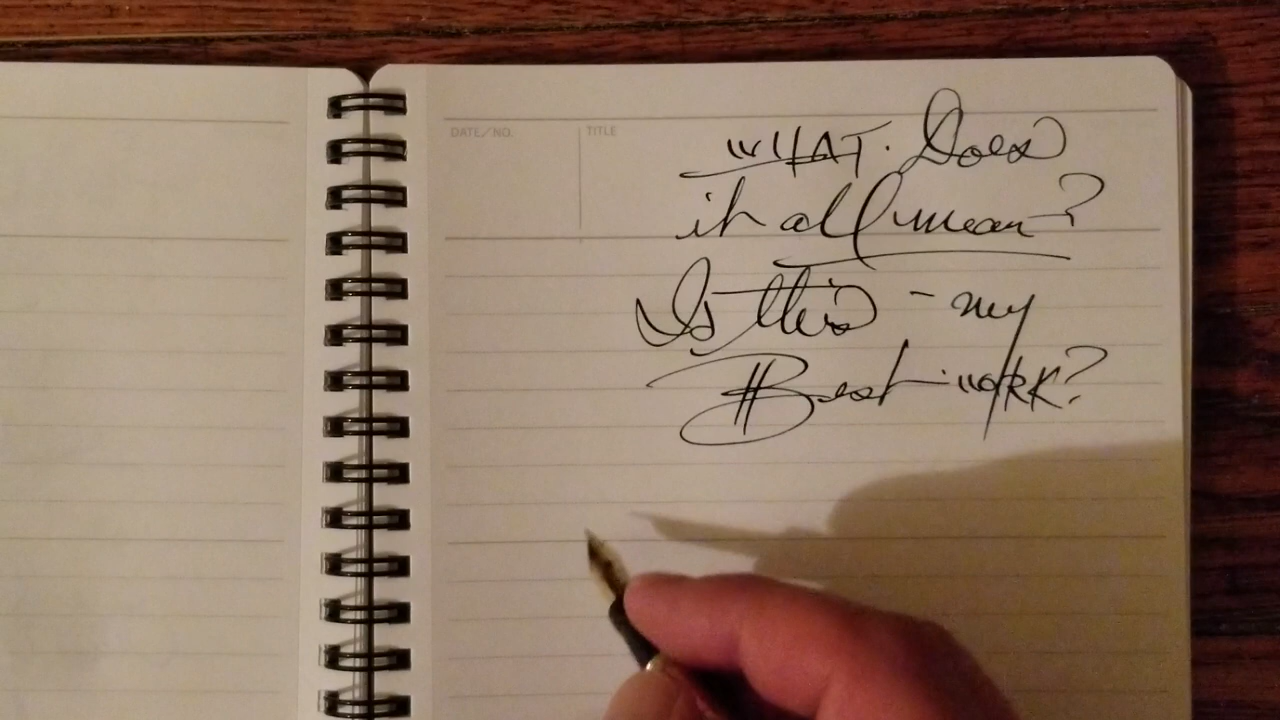 DATE/NO. TITLE
WHAT. Does
it all mean?
Is this - my
Best work?